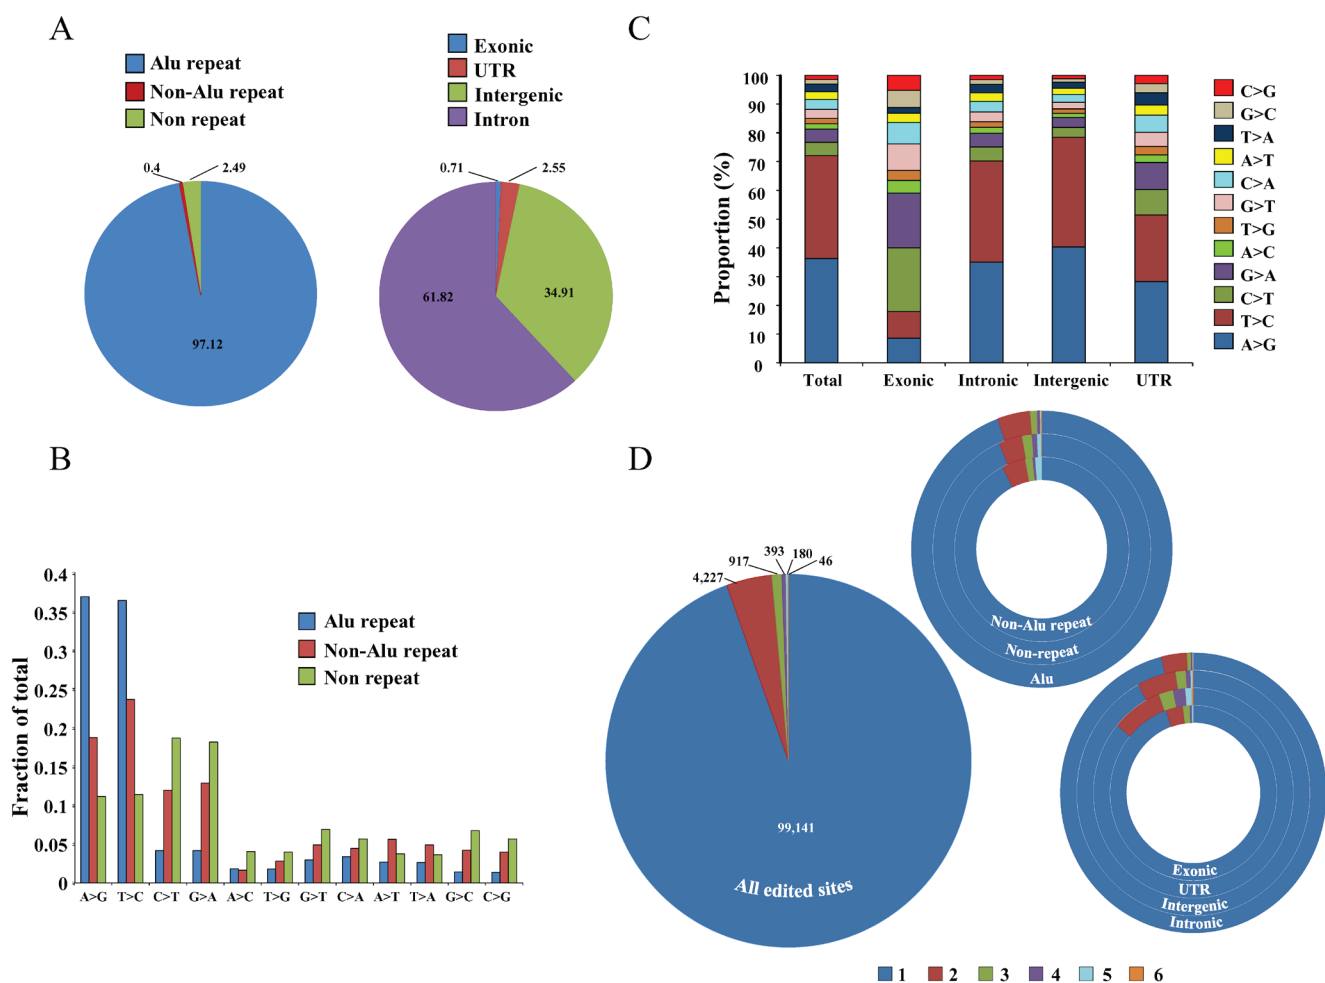 A
Alu repeat
Non-Alu repeat
Non repeat
0.4
2.49
97.12
Exonic
UTR
Intergenic
Intron
0.71
2.55
61.82
34.91
C
Proportion (%)
100
90
80
70
60
50
40
30
20
10
0
Total Exonic Intronic Intergenic UTR
C>G
G>C
T>A
A>T
C>A
G>T
T>G
A>C
G>A
C>T
T>C
A>G
B
Fraction of total
0.4
0.35
0.3
0.25
0.2
0.15
0.1
0.05
0
Alu repeat
Non-Alu repeat
Non repeat
A>G T>C C>T G>A A>C T>G G>T C>A A>T T>A G>C C>G
D
4,227
917
393
180
46
99,141
All edited sites
Non-Alu repeat
Non-repeat
Alu
Exonic
UTR
Intergenic
Intronic
1 2 3 4 5 6